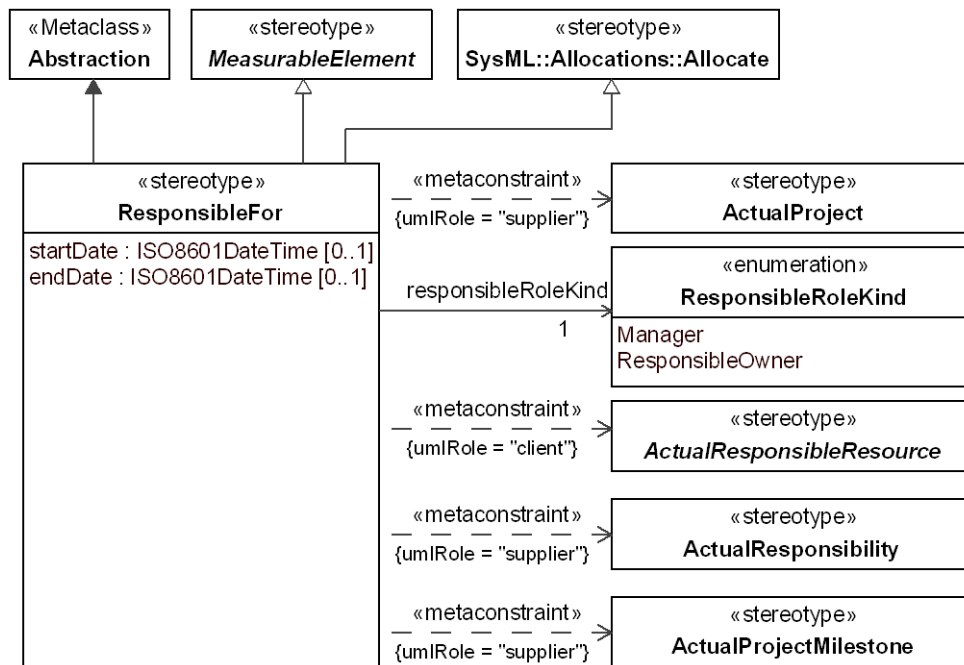 «Metaclass»
Abstraction
«stereotype»
MeasurableElement
«stereotype»
SysML::Allocations::Allocate
«stereotype»
ResponsibleFor
startDate : ISO8601DateTime [0..1]
endDate : ISO8601DateTime [0..1]
«metaconstraint»
{umlRole = "supplier"}
«stereotype»
ActualProject
responsibleRoleKind
1
«enumeration»
ResponsibleRoleKind
Manager
ResponsibleOwner
«metaconstraint»
{umlRole = "client"}
«stereotype»
ActualResponsibleResource
«metaconstraint»
{umlRole = "supplier"}
«stereotype»
ActualResponsibility
«metaconstraint»
{umlRole = "supplier"}
«stereotype»
ActualProjectMilestone